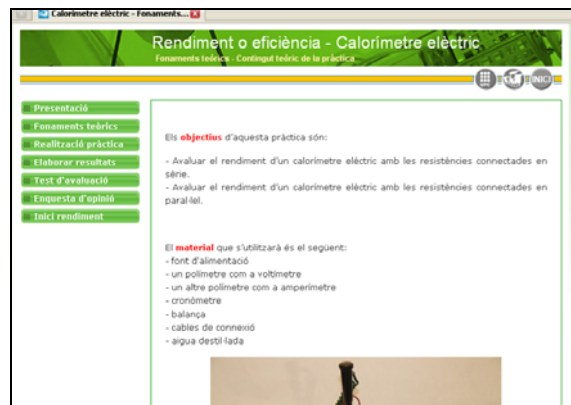 Calorímetre elèctric - Fonaments...
Rendiment o eficiència - Calorímetre elèctric
Fonaments teòrics - Contingut teòric de la pràctica
INICI
Presentació
Fonaments teòrics
Realització pràctica
Elaborar resultats
Test d'avaluació
Enquesta d'opinió
Inici rendiment
Els objectius d'aquesta pràctica són:
- Avaluar el rendiment d'un calorímetre elèctric amb les resistències connectades en
sèrie.
- Avaluar el rendiment d'un calorímetre elèctric amb les resistències connectades en
paral·lel.
El material que s'utilitzarà és el següent:
- font d'alimentació
- un polímetre com a voltímetre
- un altre polímetre com a amperímetre
- cronòmetre
- balança
- cables de connexió
- aigua destil·lada